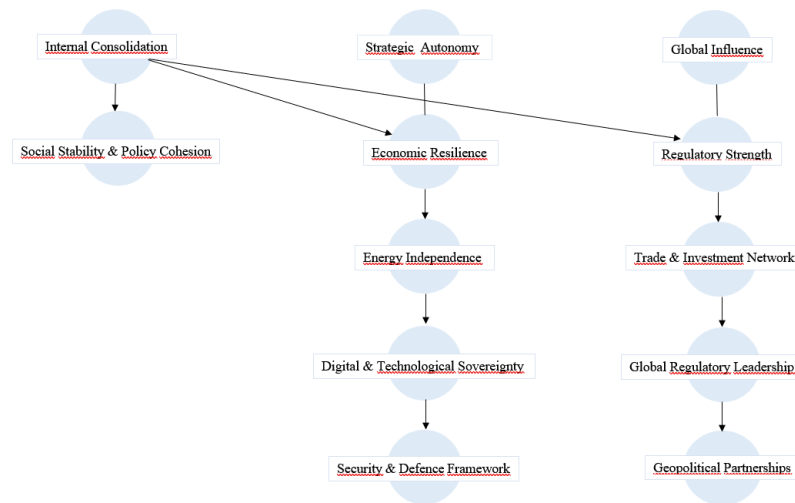 Internal Consolidation
Strategic Autonomy
Global Influence
Social Stability & Policy Cohesion
Economic Resilience
Regulatory Strength
Energy Independence
Trade & Investment Network
Digital & Technological Sovereignty
Global Regulatory Leadership
Security & Defence Framework
Geopolitical Partnerships